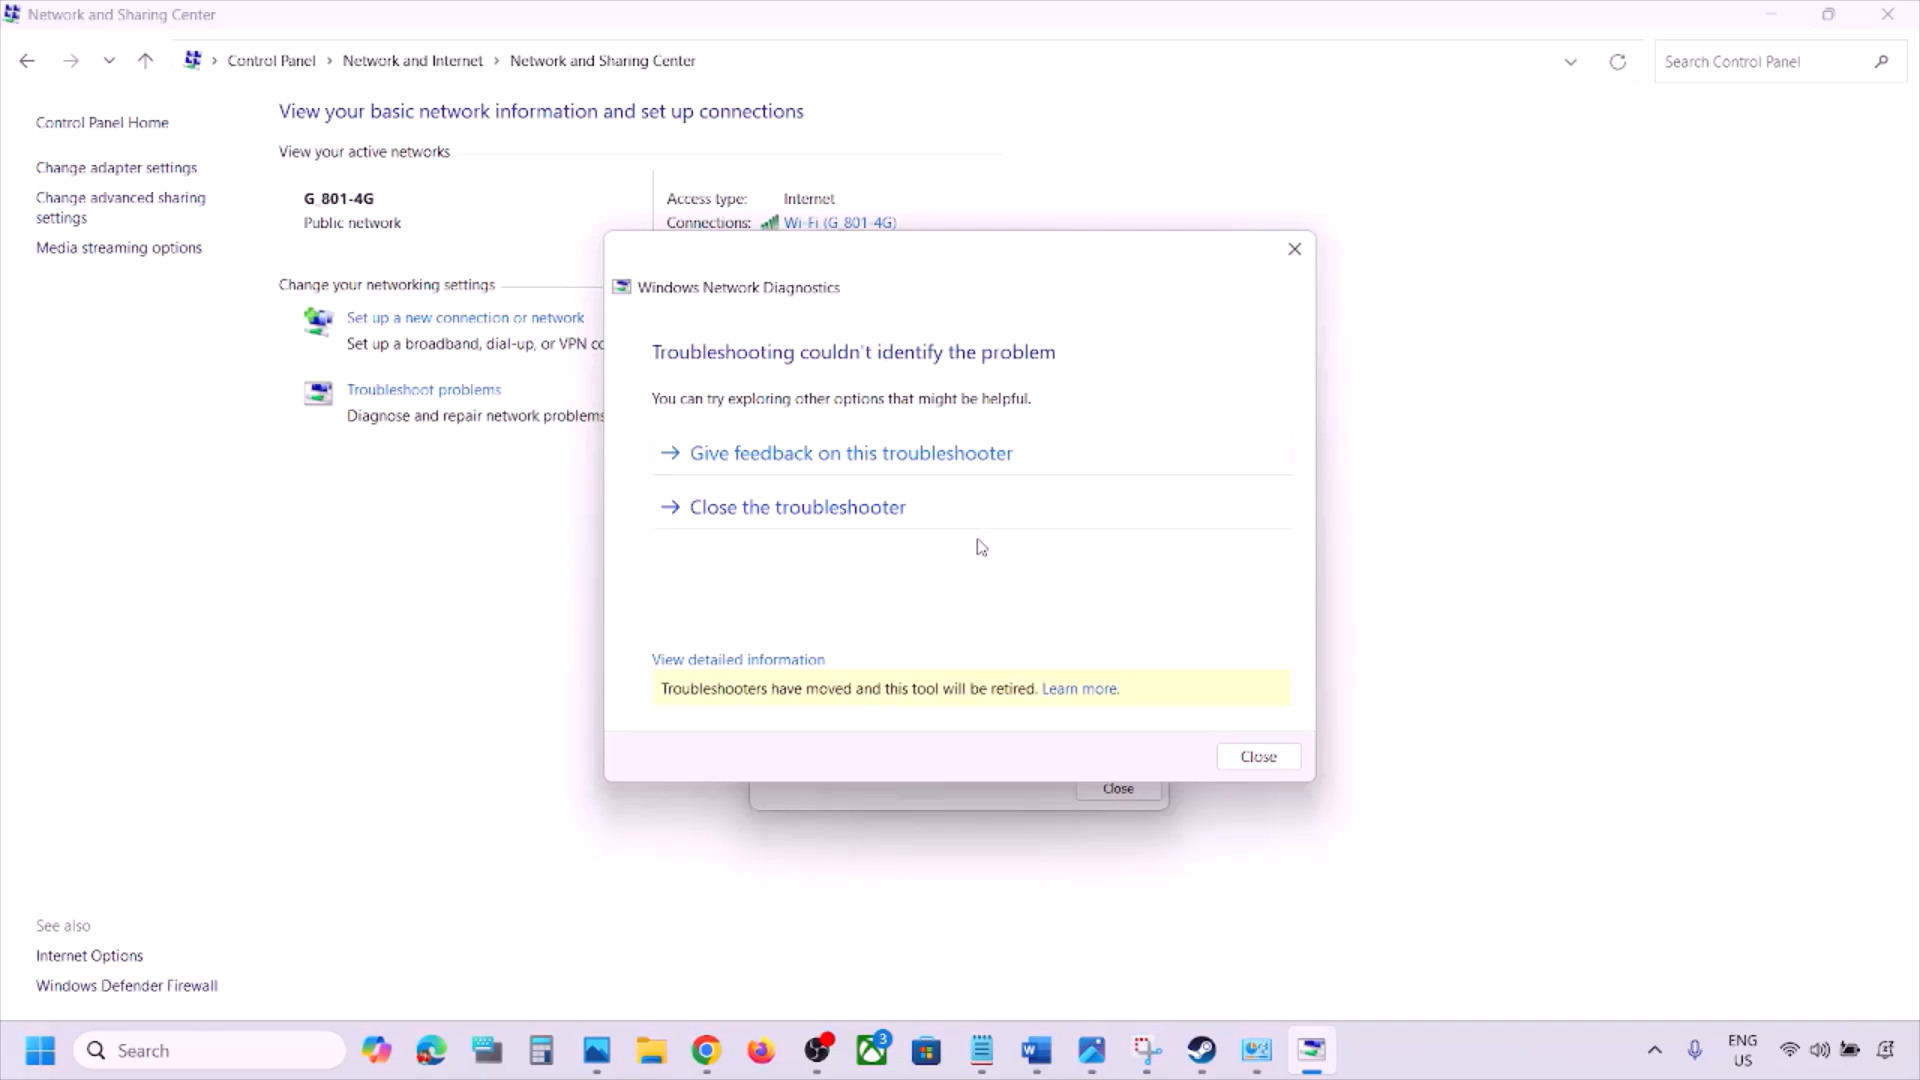 Network and Sharing Center
Control Panel
Network and Internet
Network and Sharing Center
Search Control Panel
Control Panel Home
Change adapter settings
Change advanced sharing
settings
Media streaming options
View your basic network information and set up connections
View your active networks
G_801-4G
Public network
Access type: Internet
Connections: Wi-Fi (G_801-4G)
Change your networking settings
Set up a new connection or network
Set up a broadband, dial-up, or VPN
Troubleshoot problems
Diagnose and repair network problems
Windows Network Diagnostics
Troubleshooting couldn't identify the problem
You can try exploring other options that might be helpful.
Give feedback on this troubleshooter
Close the troubleshooter
View detailed information
Troubleshooters have moved and this tool will be retired. Learn more.
Close
Close
See also
Internet Options
Windows Defender Firewall
Search
3
ENG
US